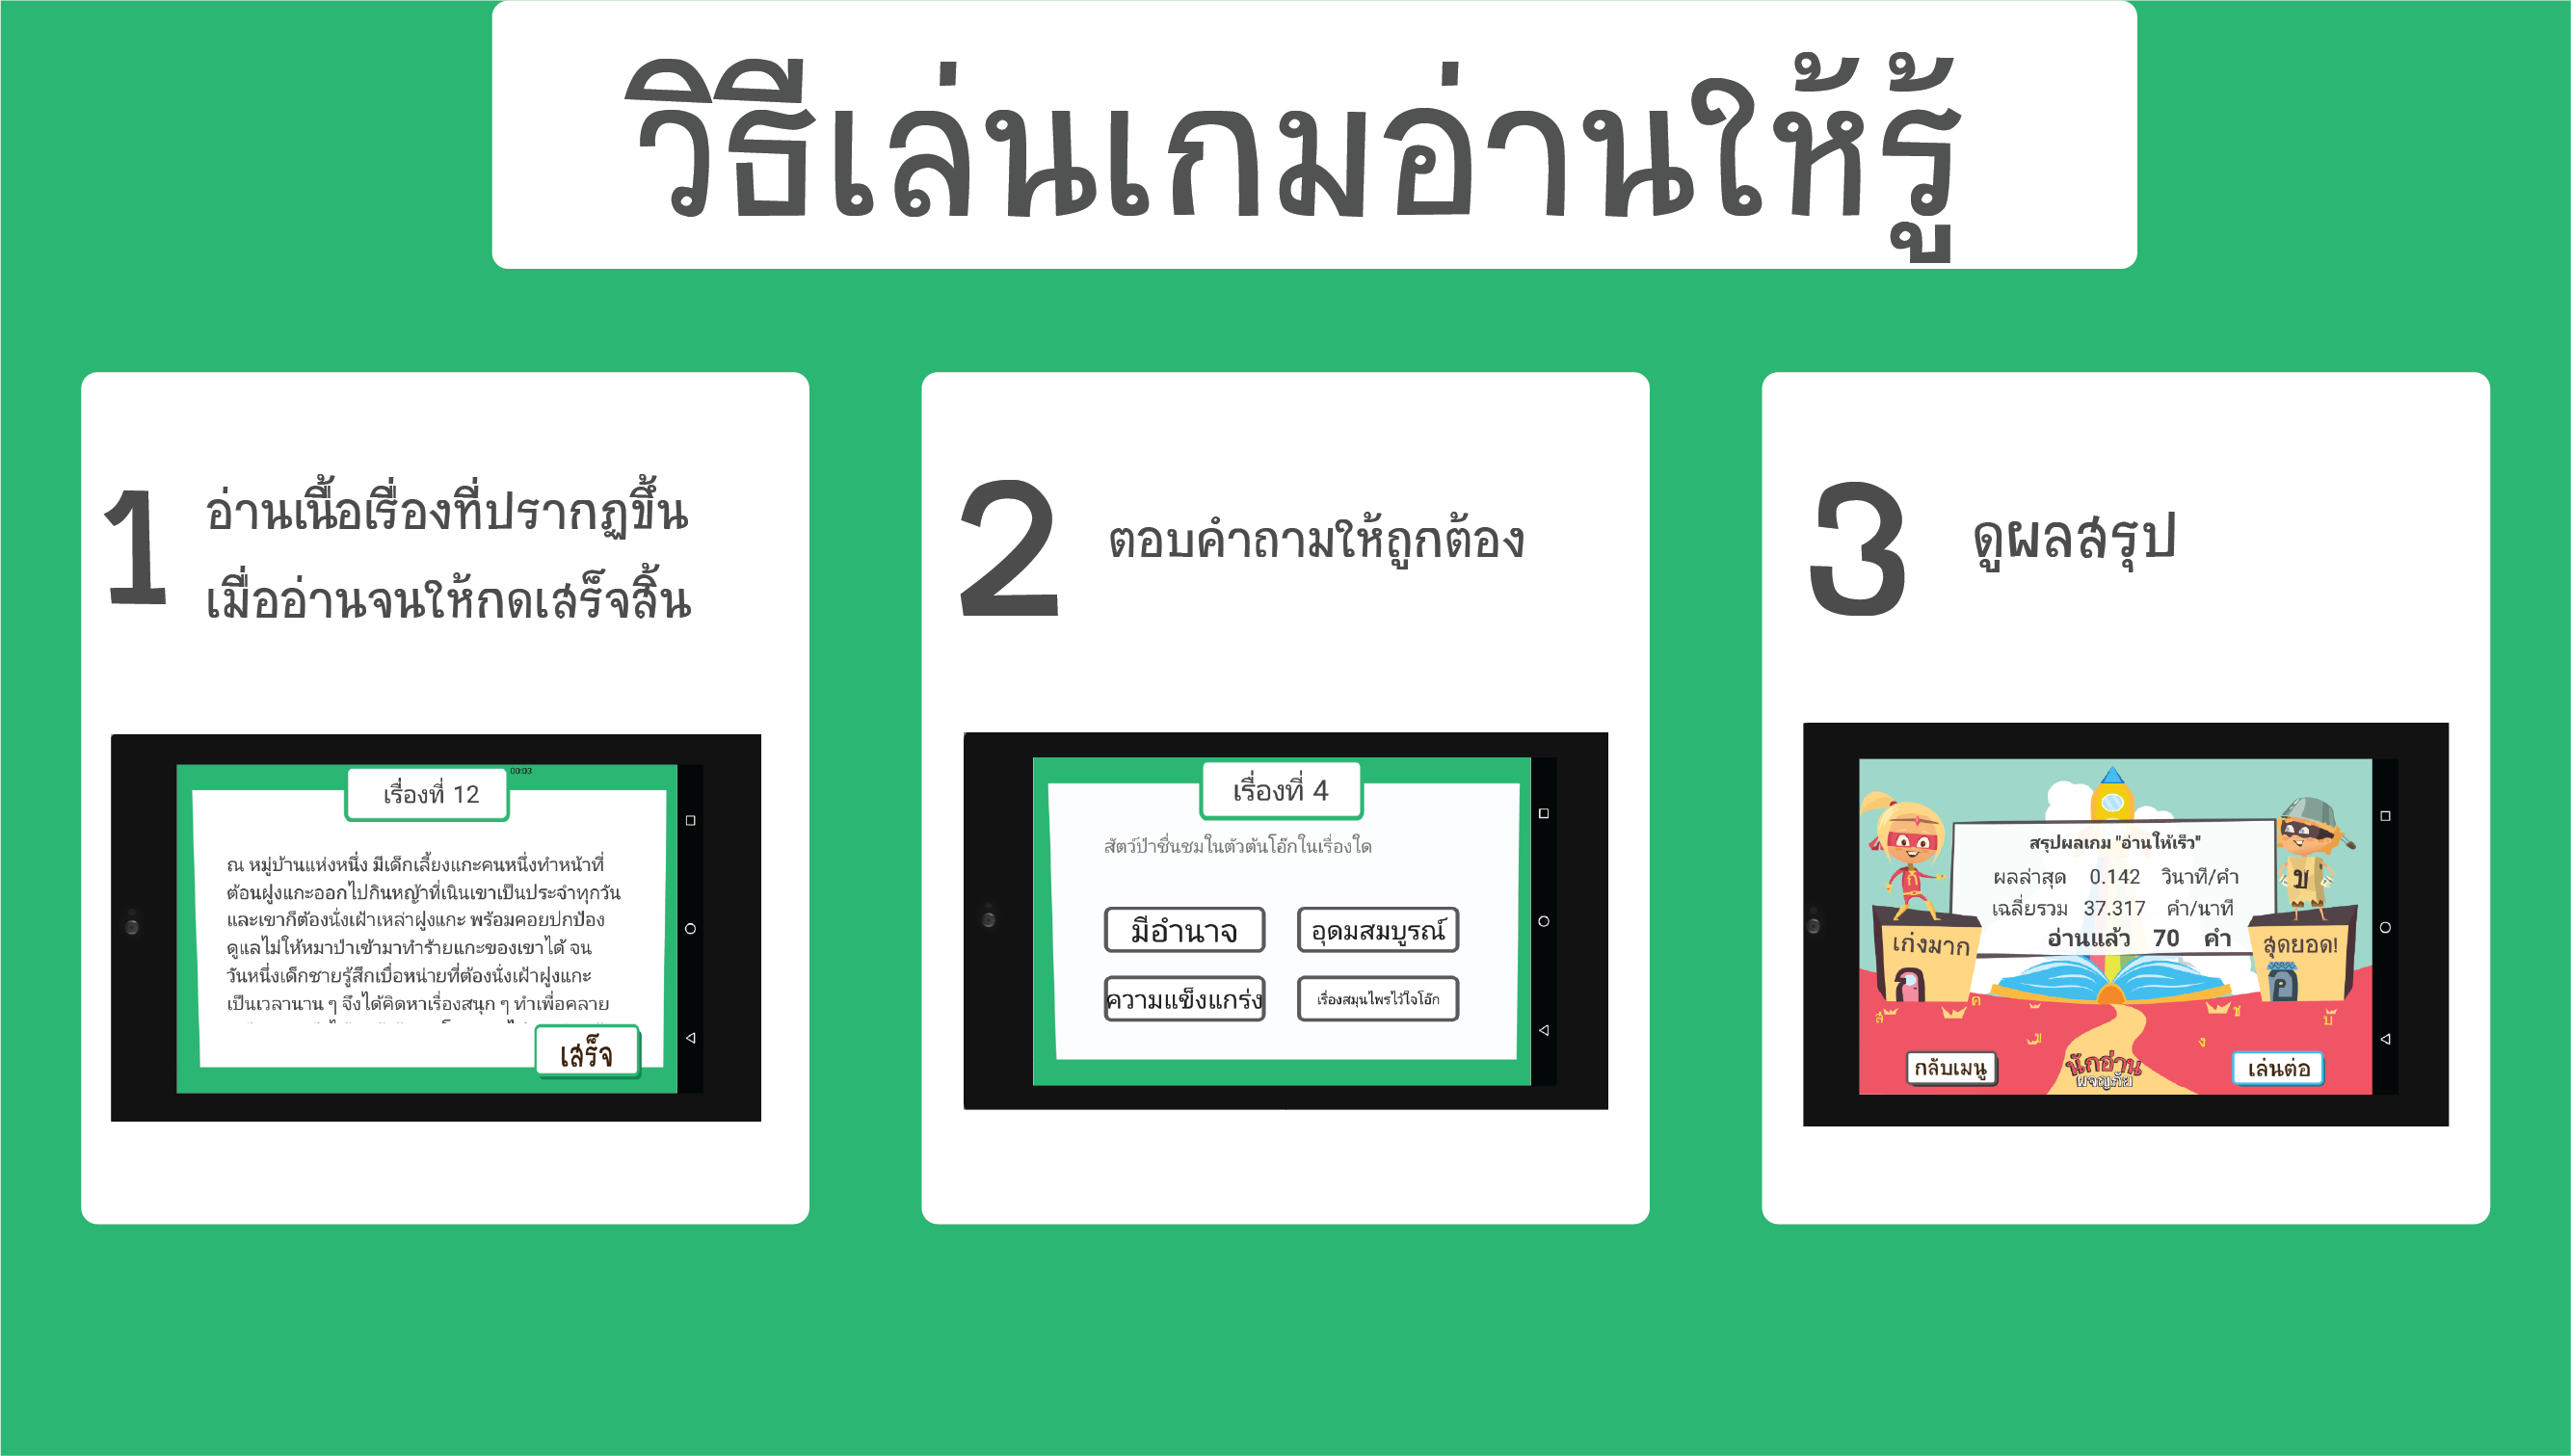 วิธีเล่นเกมอ่านให้รู้
1
อ่านเนื้อเรื่องที่ปรากฏขึ้น
เมื่ออ่านจนให้กดเสร็จสิ้น
00:03
เรื่องที่ 12
ณ หมู่บ้านแห่งหนึ่ง มีเด็กเลี้ยงแกะคนหนึ่งทำหน้าที่
ต้อนฝูงแกะออกไปกินหญ้าที่เนินเขาเป็นประจำทุกวัน
และเขาก็ต้องนั่งเฝ้าเหล่าฝูงแกะ พร้อมคอยปกป้อง
ดูแลไม่ให้หมาป่าเข้ามาทำร้ายแกะของเขาได้ จน
วันหนึ่งเด็กชายรู้สึกเบื่อหน่ายที่ต้องนั่งเฝ้าฝูงแกะ
เป็นเวลานาน ๆ จึงได้คิดหาเรื่องสนุก ๆ ทำเพื่อคลาย
เสร็จ
2
ตอบคำถามให้ถูกต้อง
เรื่องที่ 4
สัตว์ป่าชื่นชมในตัวต้นโอ๊กในเรื่องใด
มีอำนาจ
อุดมสมบูรณ์
ความแข็งแกร่ง
เรื่องสมุนไพรไว้ใจโอ๊ก
3
ดูผลสรุป
สรุปผลเกม "อ่านให้เร็ว"
ผลล่าสุด 0.142 วินาที/คำ
เฉลี่ยรวม 37.317 คำ/นาที
อ่านแล้ว 70 คำ
เก่งมาก
สุดยอด!
กลับเมนู
นักอ่าน
ผจญภัย
เล่นต่อ